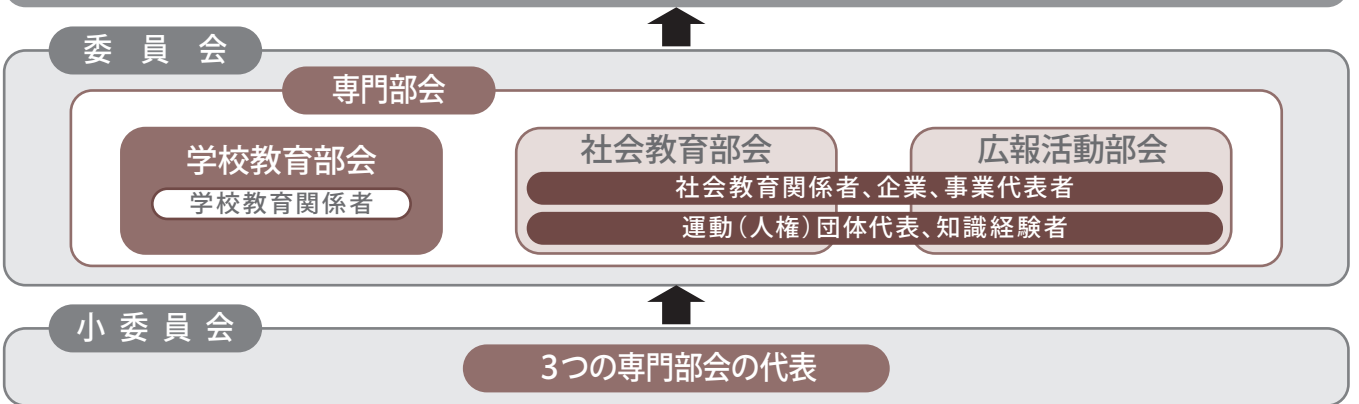 委員会
専門部会
学校教育部会
学校教育関係者
社会教育部会
広報活動部会
社会教育関係者、企業、事業代表者
運動(人権)団体代表、知識経験者
小委員会
3つの専門部会の代表